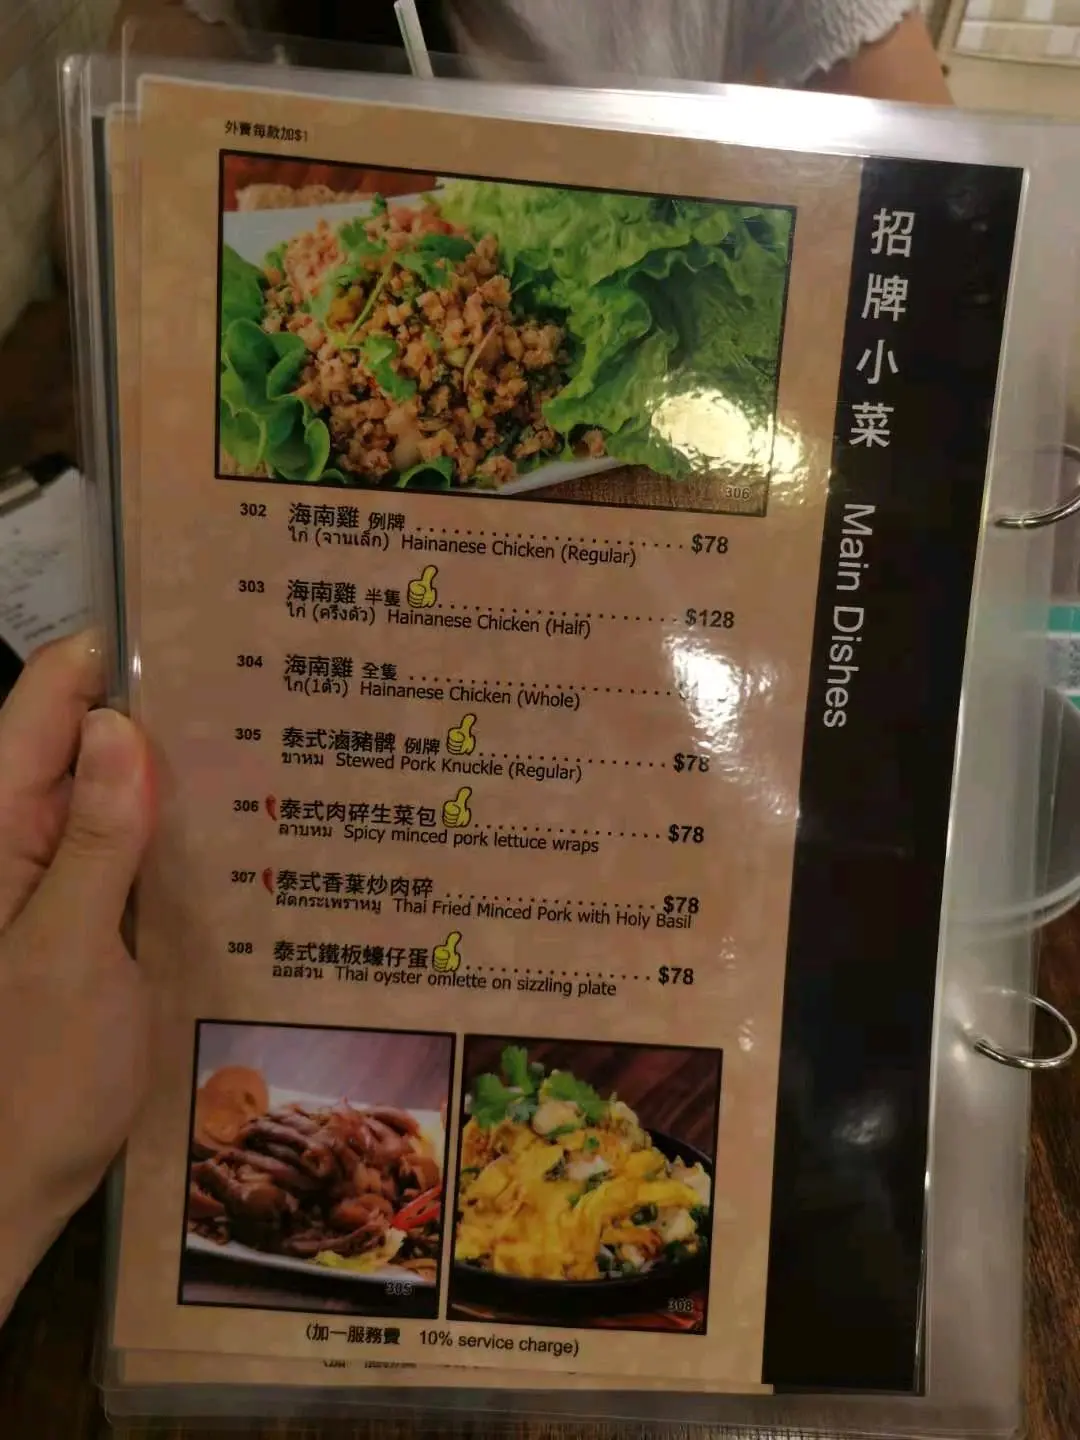 外賣每款加$1
招牌小菜 Main Dishes
306
302 海南雞 例牌 ........................ $78
ไก่ (จานเล็ก) Hainanese Chicken (Regular)
303 海南雞 半隻 ........................ $128
ไก่ (ครึ่งตัว) Hainanese Chicken (Half)
304 海南雞 全隻 ........................
ไก่(1ตัว) Hainanese Chicken (Whole)
305 泰式滷豬髀 例牌 ................ $78
ขาหม Stewed Pork Knuckle (Regular)
306 泰式肉碎生菜包 ................ $78
ลาบหม Spicy minced pork lettuce wraps
307 泰式香葉炒肉碎 ................ $78
ผัดกระเพราหมู Thai Fried Minced Pork with Holy Basil
308 泰式鐵板蠔仔蛋 ................ $78
ออส่วน Thai oyster omlette on sizzling plate
305
308
(加一服務費 10% service charge)